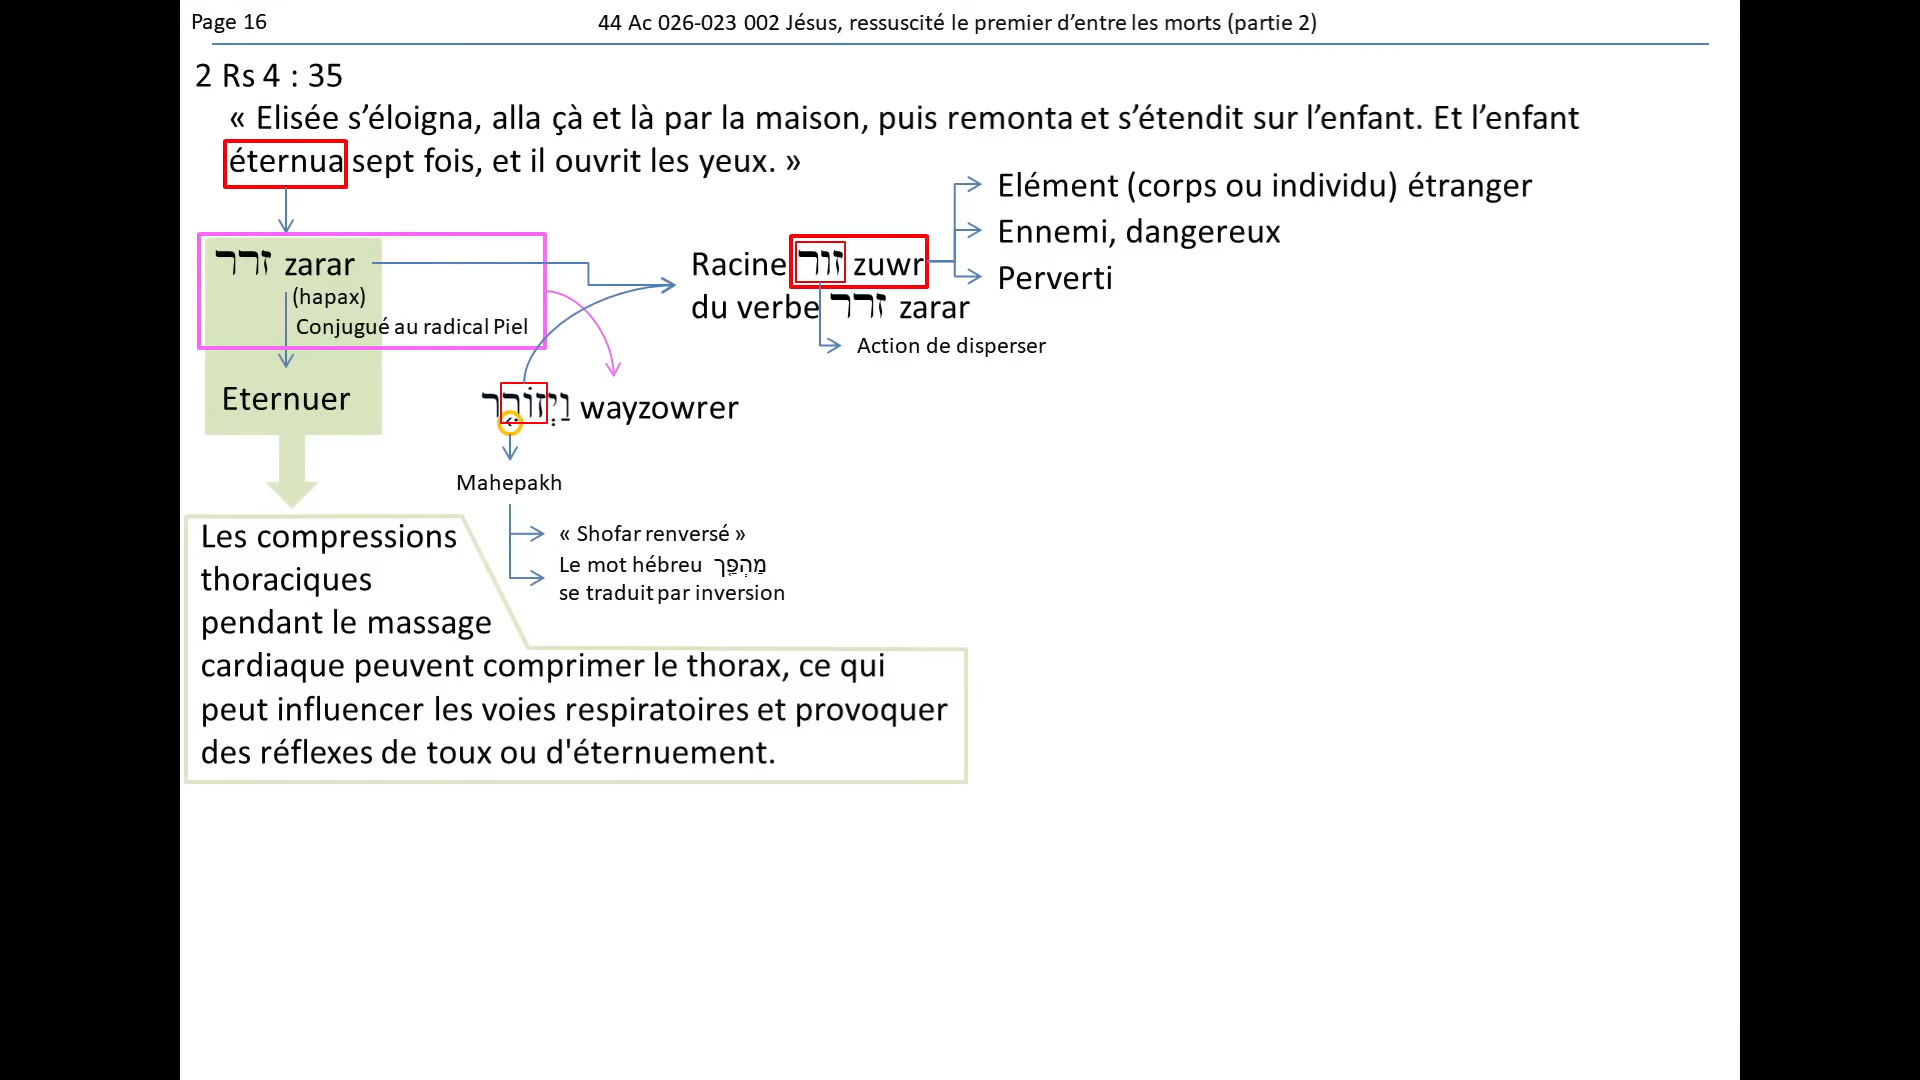 Page 16
44 Ac 026-023 002 Jésus, ressuscité le premier d’entre les morts (partie 2)
2 Rs 4 : 35
« Elisée s’éloigna, alla çà et là par la maison, puis remonta et s’étendit sur l’enfant. Et l’enfant
éternua sept fois, et il ouvrit les yeux. »
זרר zarar
(hapax)
Conjugué au radical Piel
Eternuer
Racine זור zuwr
du verbe זרר zarar
Elément (corps ou individu) étranger
Ennemi, dangereux
Perverti
Action de disperser
וַיְזוֹרֵ֤ר wayzowrer
Mahepakh
« Shofar renversé »
Le mot hébreu מַהְפַּ֤ך
se traduit par inversion
Les compressions
thoraciques
pendant le massage
cardiaque peuvent comprimer le thorax, ce qui
peut influencer les voies respiratoires et provoquer
des réflexes de toux ou d'éternuement.